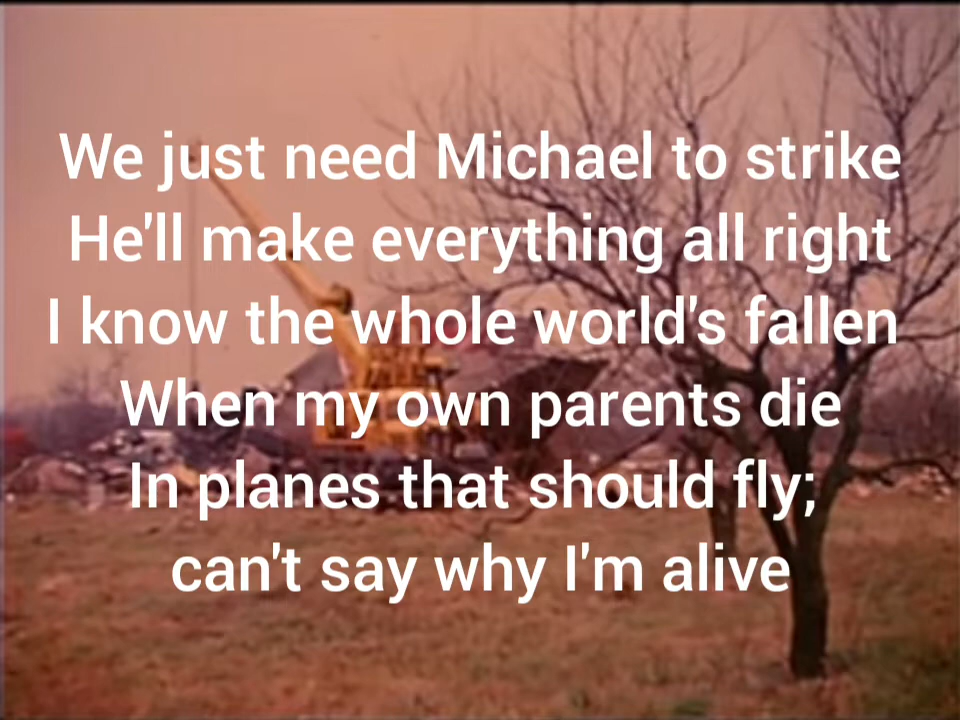 We just need Michael to strike
He'll make everything all right
I know the whole world's fallen
When my own parents die
In planes that should fly;
can't say why I'm alive